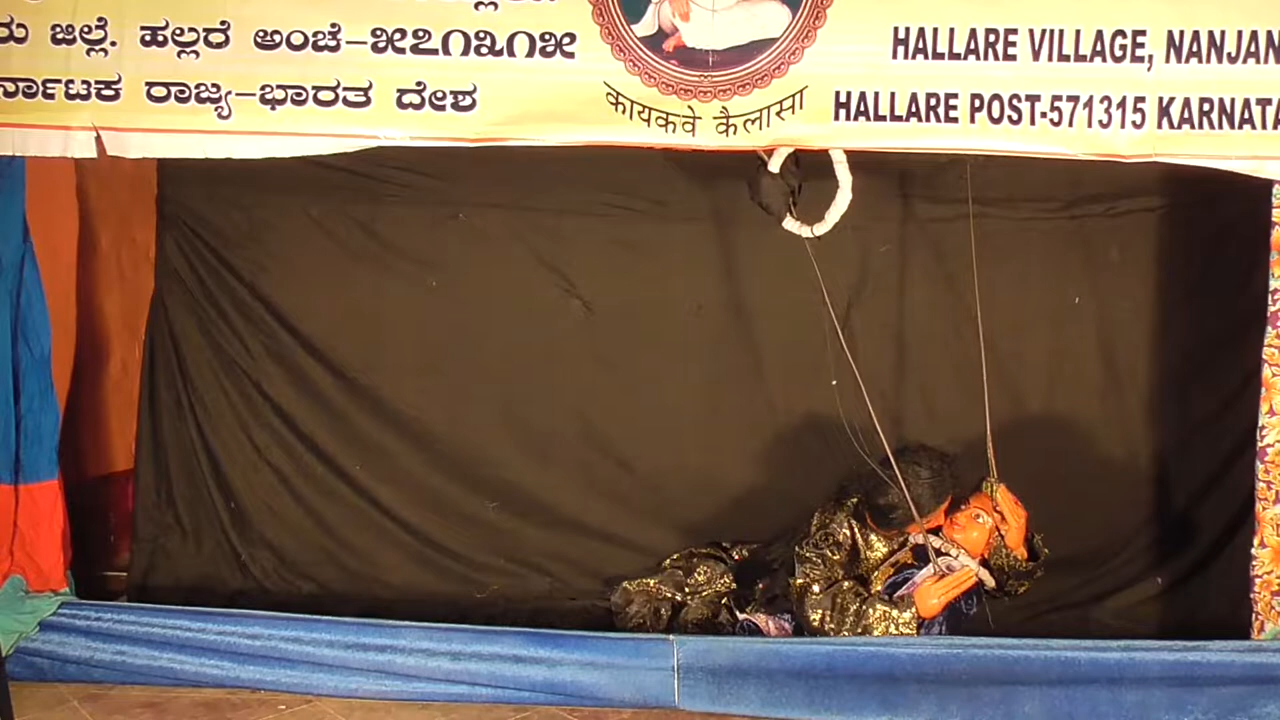 ರು ಜಿಲ್ಲೆ. ಹಲ್ಲರೆ ಅಂಚೆ-೫೭೧೩೧೫
ರ್ನಾಟಕ ರಾಜ್ಯ-ಭಾರತ ದೇಶ
कायकवे कैलासा
HALLARE VILLAGE, NANJAN
HALLARE POST-571315 KARNATA